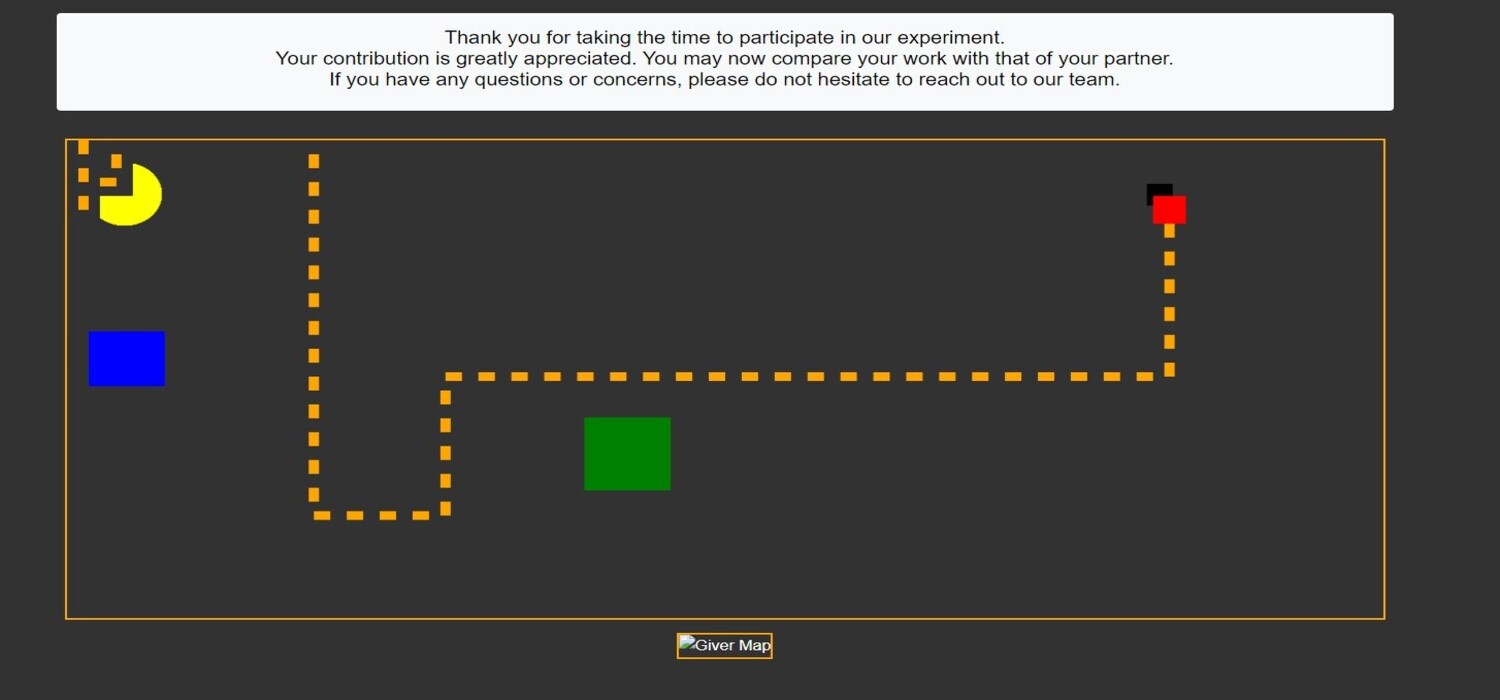 Thank you for taking the time to participate in our experiment.
Your contribution is greatly appreciated. You may now compare your work with that of your partner.
If you have any questions or concerns, please do not hesitate to reach out to our team.
Giver Map